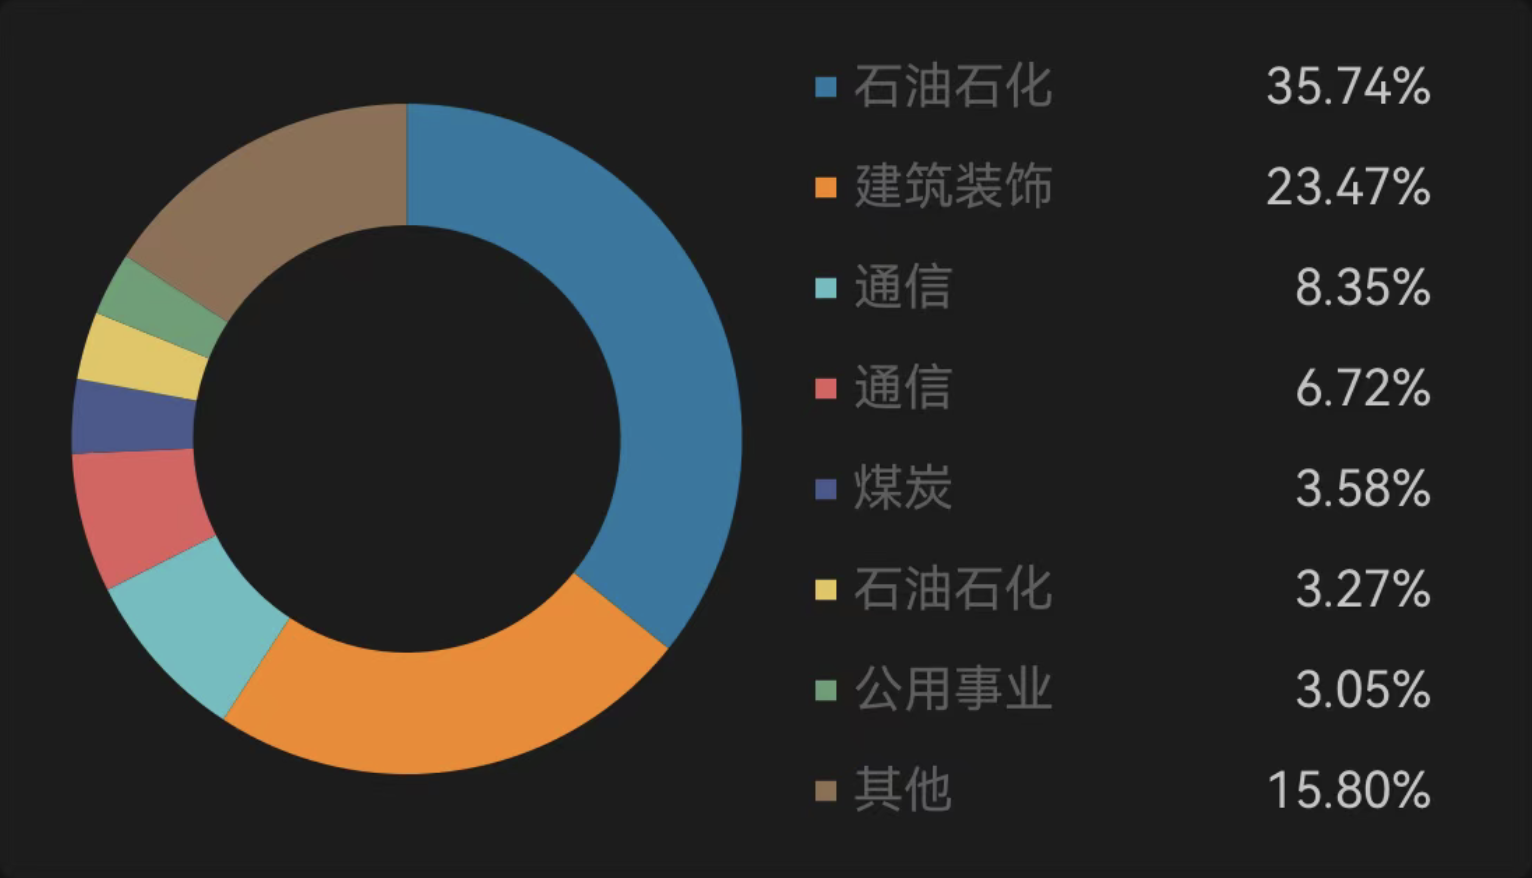 石油石化 35.74%
建筑装饰 23.47%
通信 8.35%
通信 6.72%
煤炭 3.58%
石油石化 3.27%
公用事业 3.05%
其他 15.80%